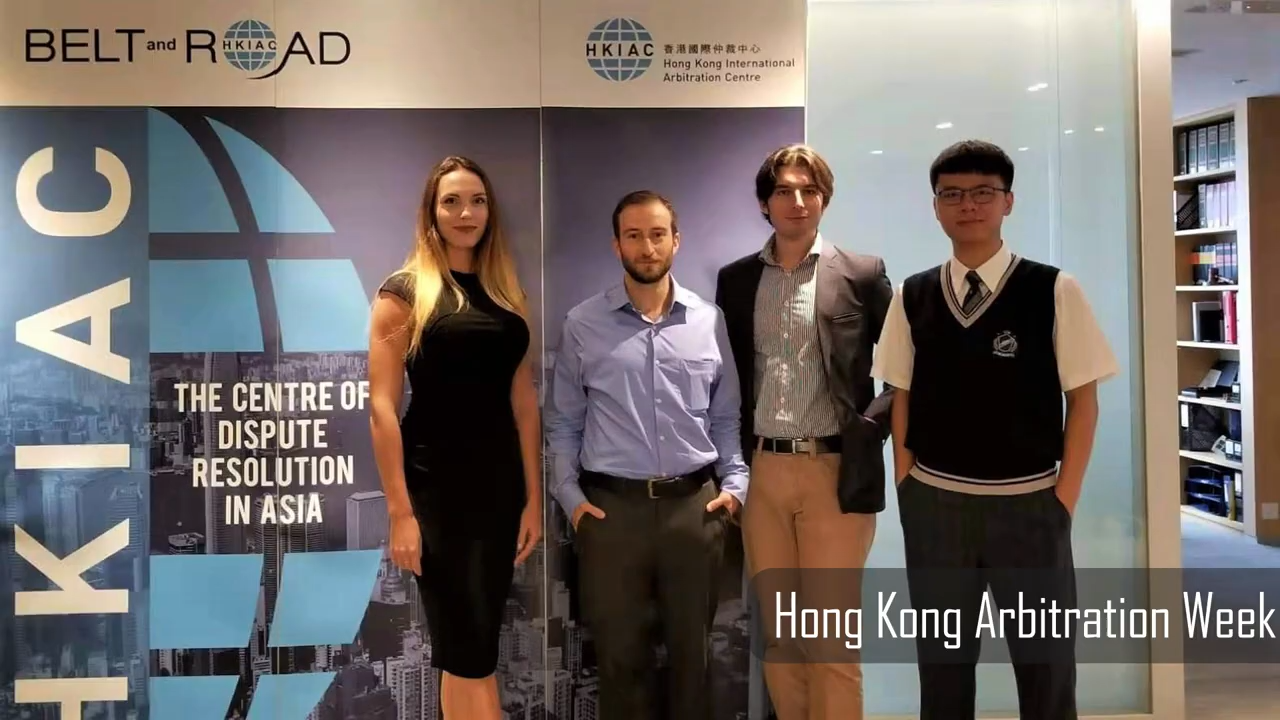 BELT and ROAD
HKIAC
HKIAC
香港國際仲裁中心
Hong Kong International
Arbitration Centre
HKIAC
THE CENTRE OF
DISPUTE
RESOLUTION
IN ASIA
Hong Kong Arbitration Week